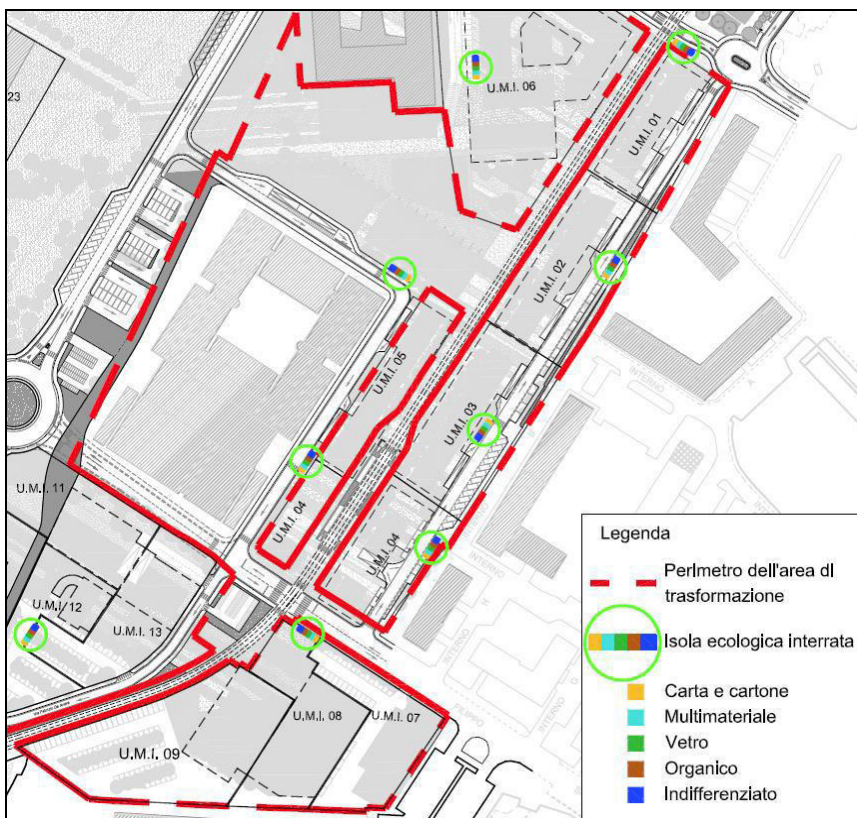 23
U.M.I. 06
U.M.I. 01
U.M.I. 02
U.M.I. 05
U.M.I. 03
U.M.I. 04
U.M.I. 04
U.M.I. 11
U.M.I/12
U.M.I. 13
U.M.I. 09
U.M.I. 08
U.M.I. 07
INTERNO
INTERNO
INTERNO
INTERNO
Legenda
Perimetro dell'area di
trasformazione
Isola ecologica interrata
Carta e cartone
Multimateriale
Vetro
Organico
Indifferenziato